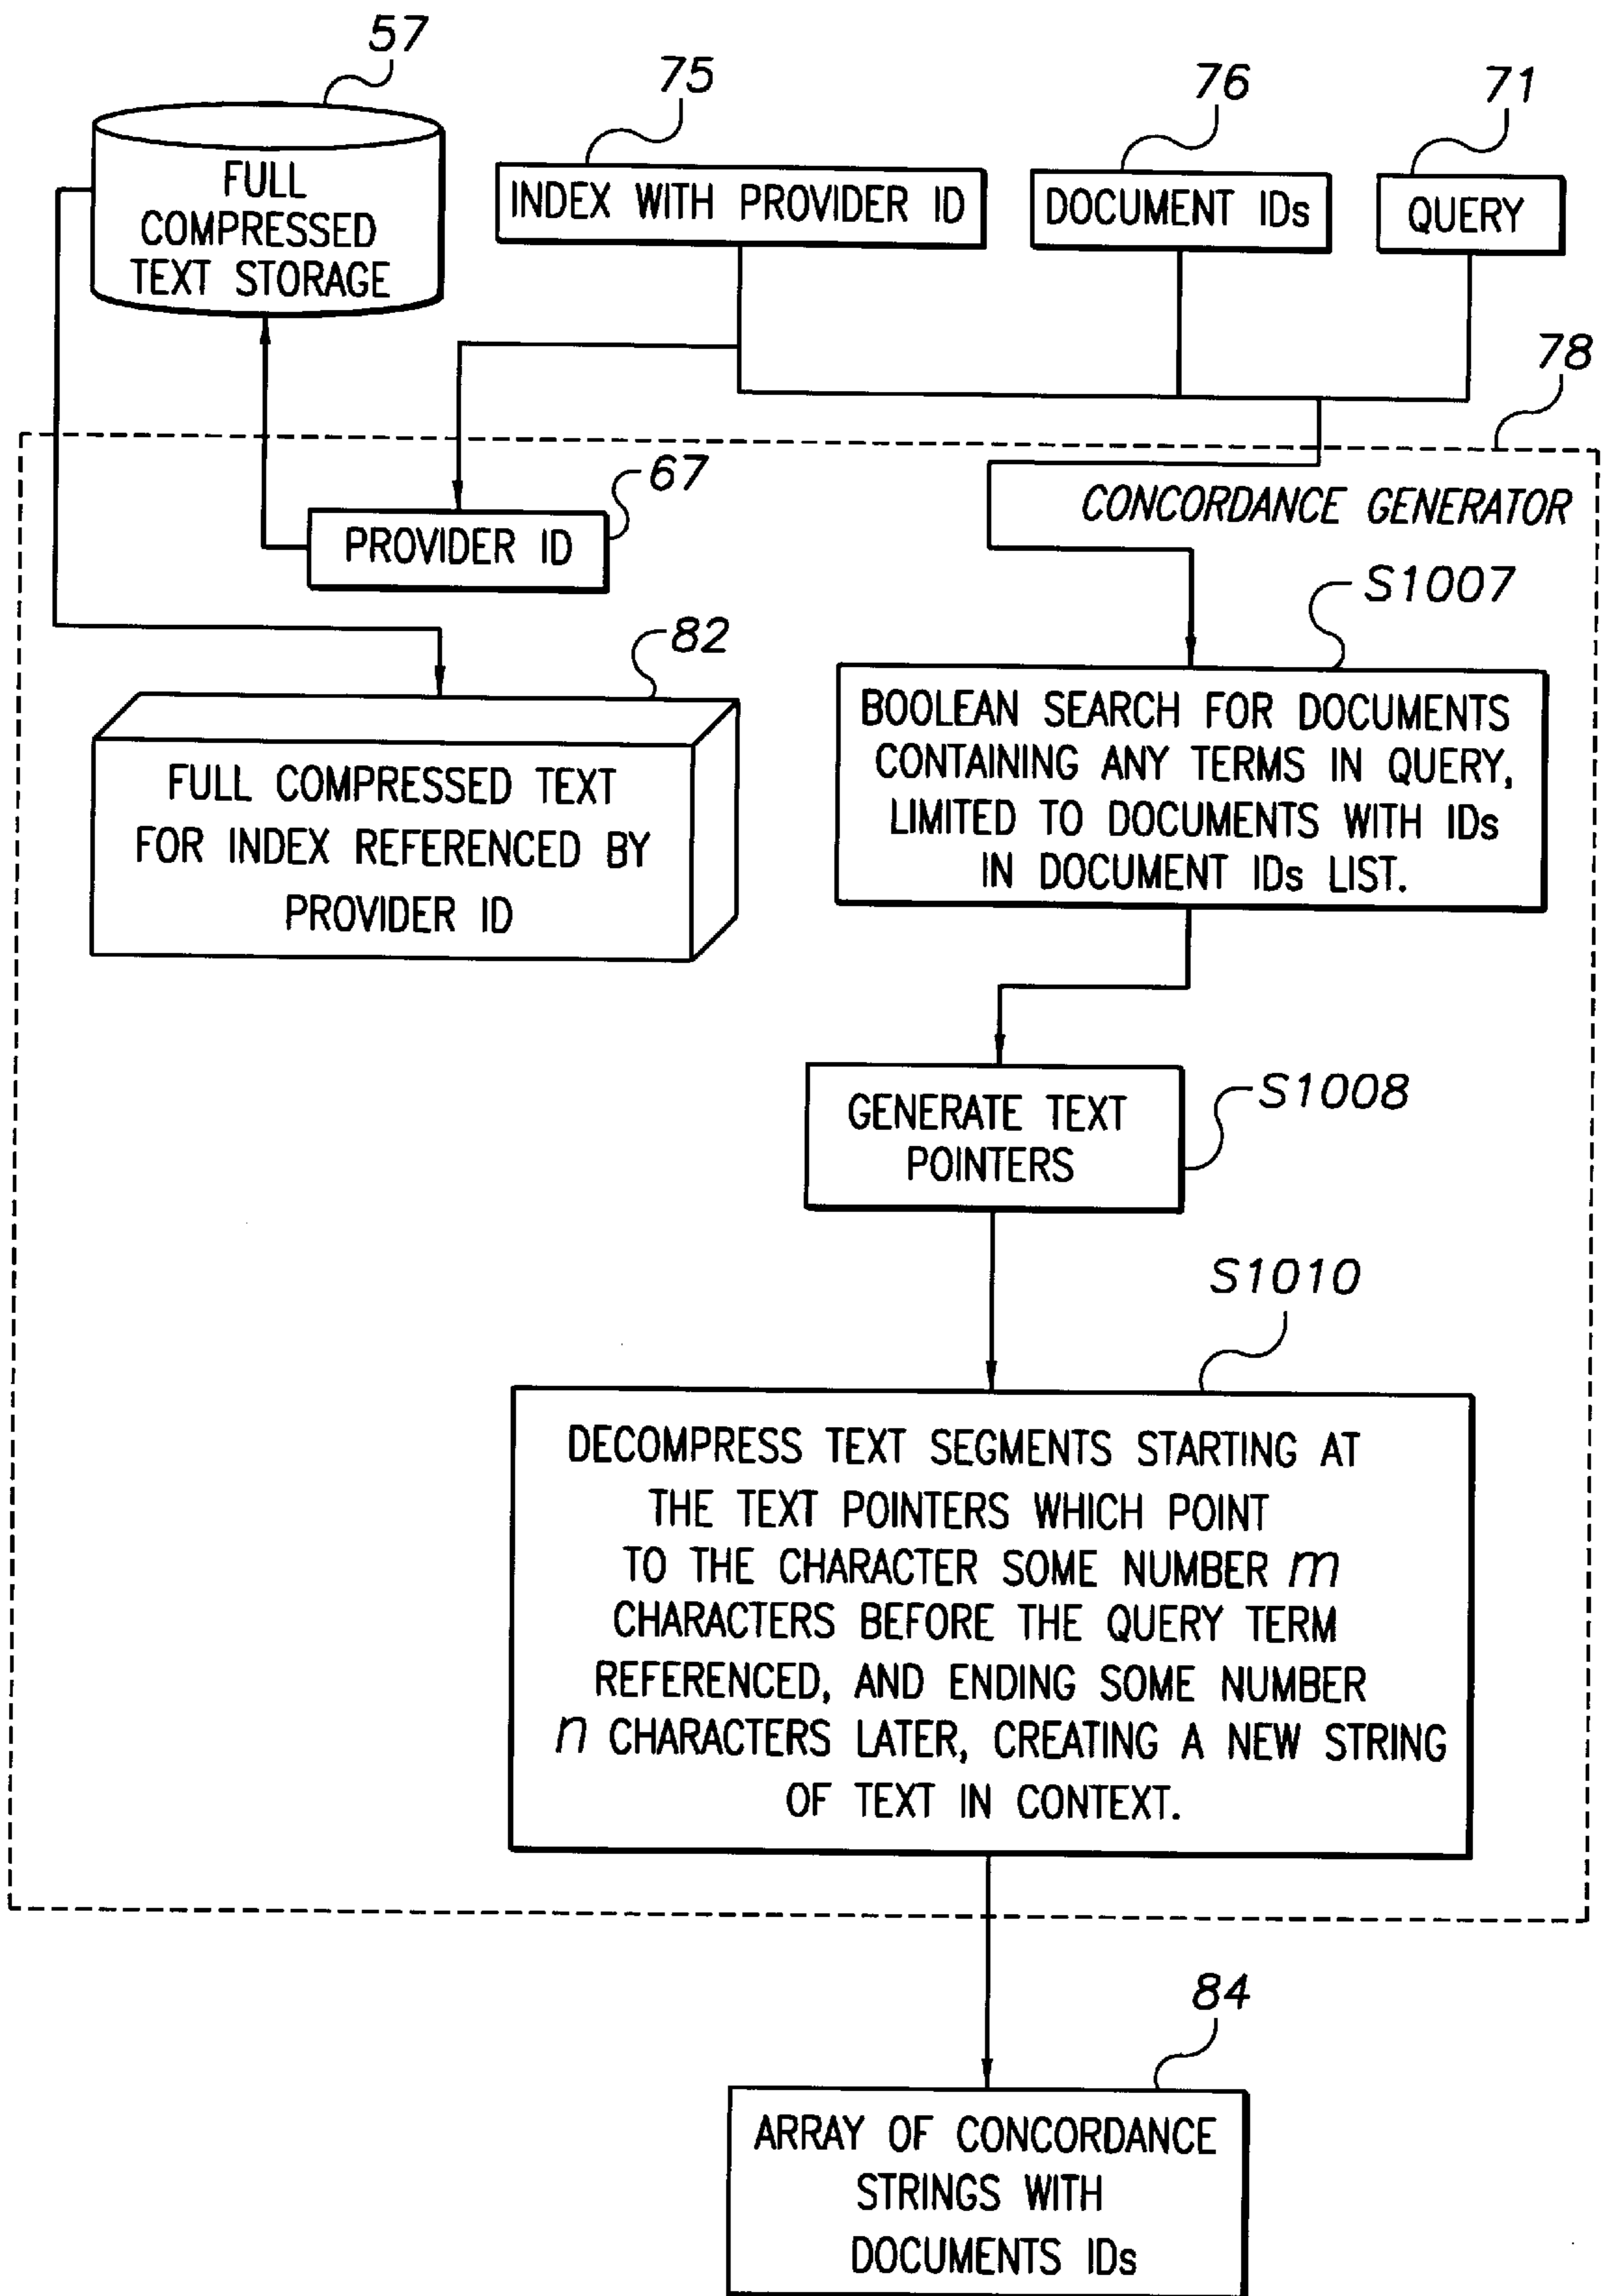 57
75
76
71
FULL
COMPRESSED
TEXT STORAGE
INDEX WITH PROVIDER ID
DOCUMENT IDs
QUERY
78
67
PROVIDER ID
CONCORDANCE GENERATOR
S1007
82
FULL COMPRESSED TEXT
FOR INDEX REFERENCED BY
PROVIDER ID
BOOLEAN SEARCH FOR DOCUMENTS
CONTAINING ANY TERMS IN QUERY,
LIMITED TO DOCUMENTS WITH IDs
IN DOCUMENT IDs LIST.
S1008
GENERATE TEXT
POINTERS
S1010
DECOMPRESS TEXT SEGMENTS STARTING AT
THE TEXT POINTERS WHICH POINT
TO THE CHARACTER SOME NUMBER m
CHARACTERS BEFORE THE QUERY TERM
REFERENCED, AND ENDING SOME NUMBER
n CHARACTERS LATER, CREATING A NEW STRING
OF TEXT IN CONTEXT.
84
ARRAY OF CONCORDANCE
STRINGS WITH
DOCUMENTS IDs